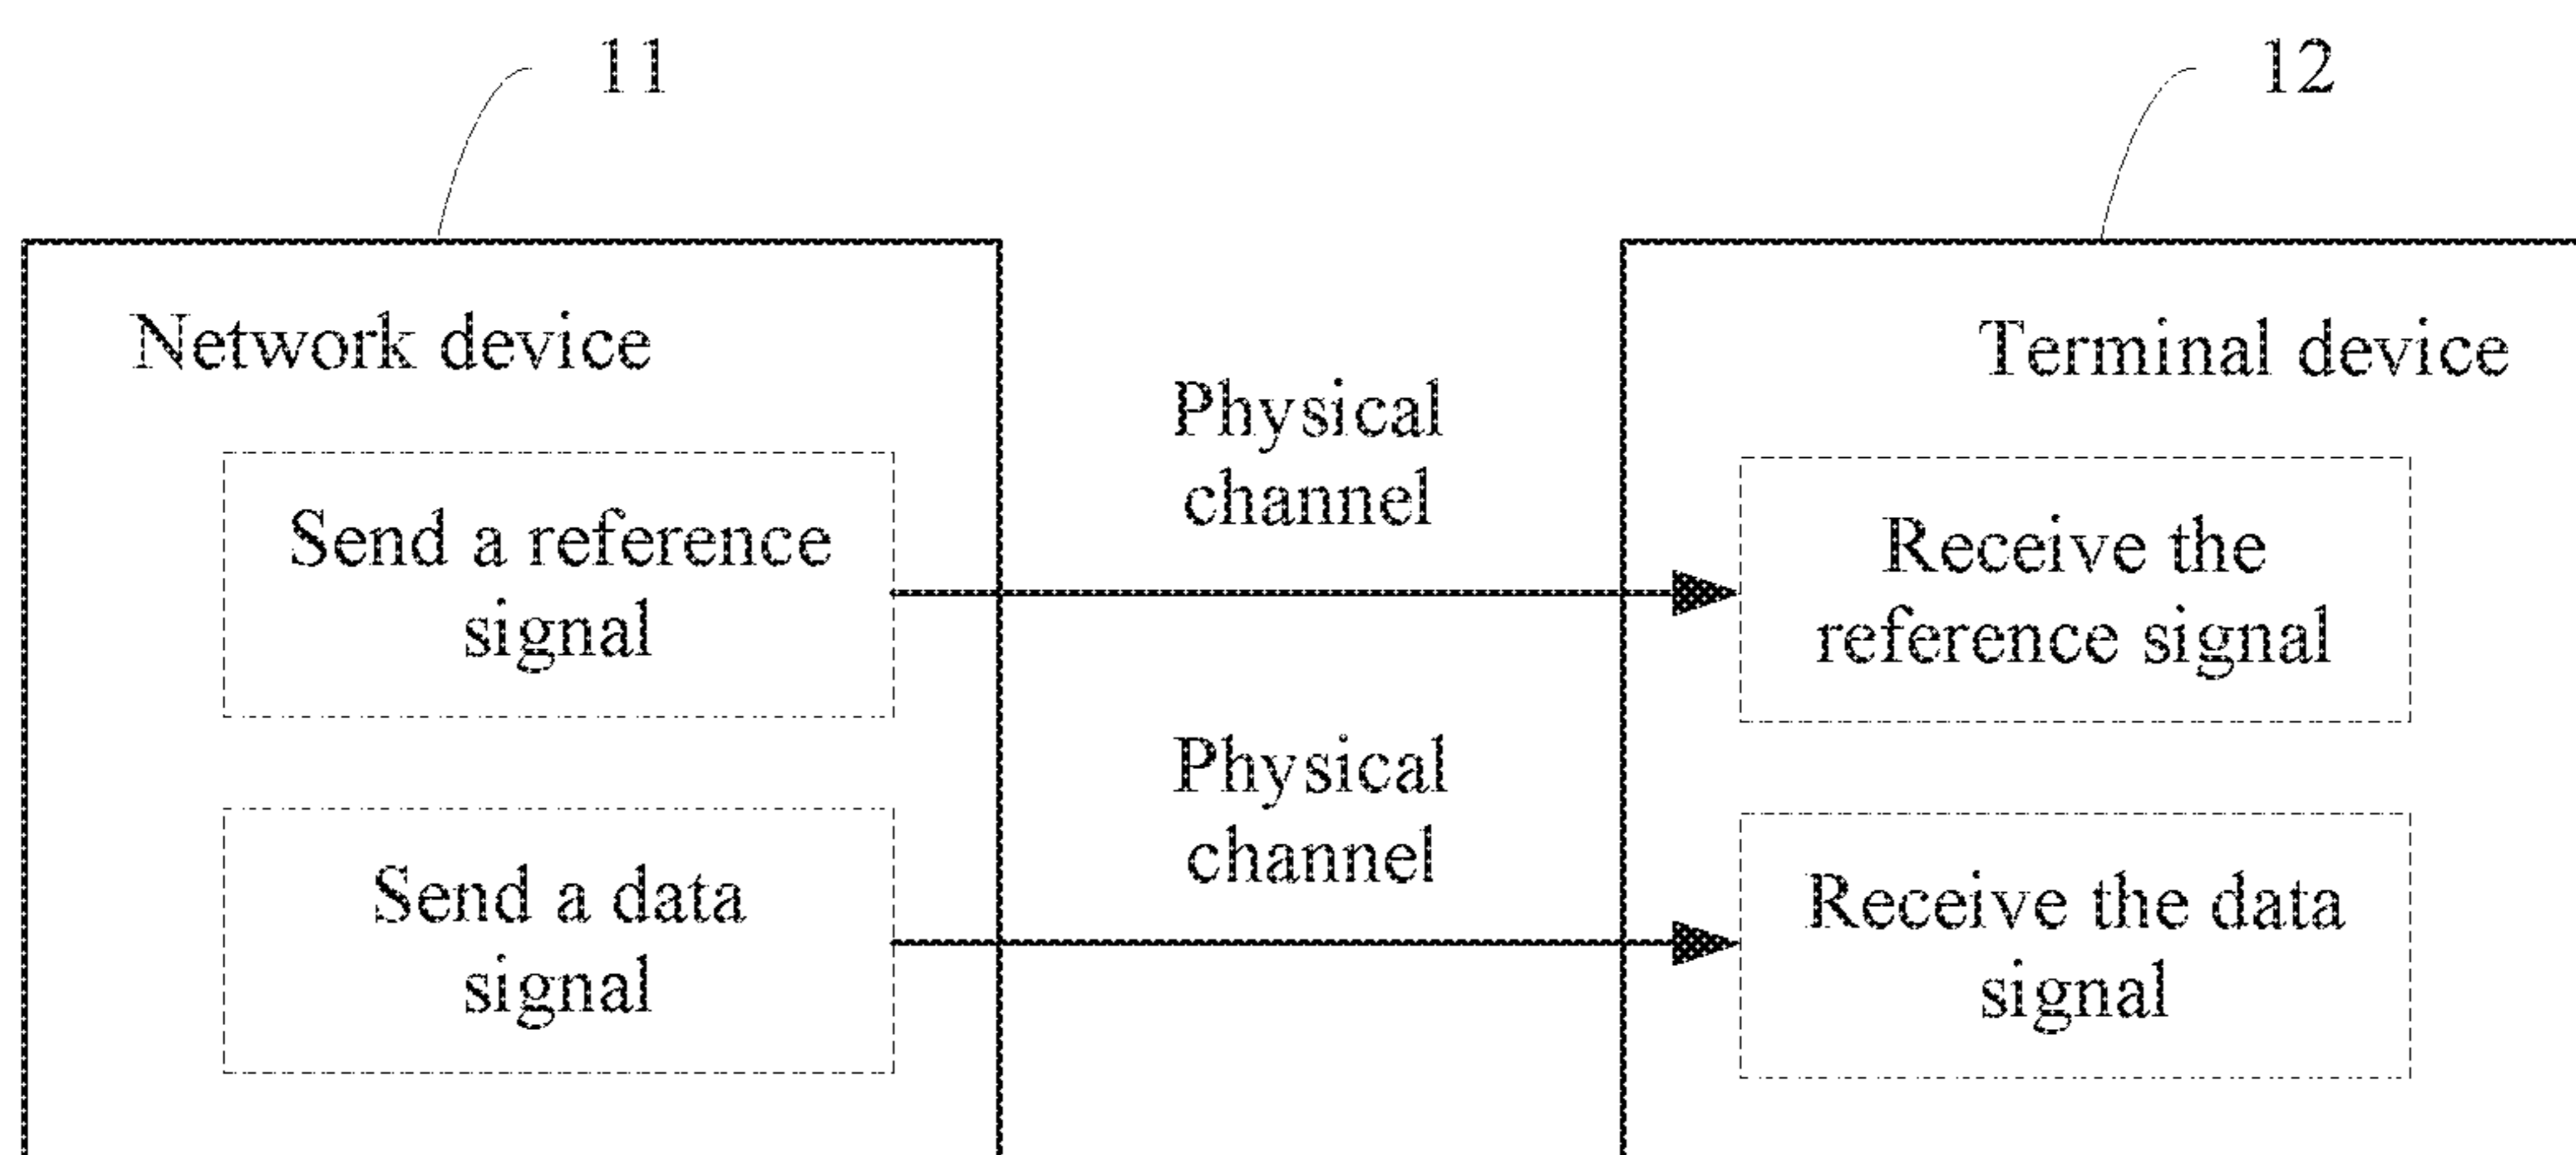 11
12
Network device
Terminal device
Physical
channel
Send a reference
signal
Receive the
reference signal
Physical
channel
Send a data
signal
Receive the data
signal